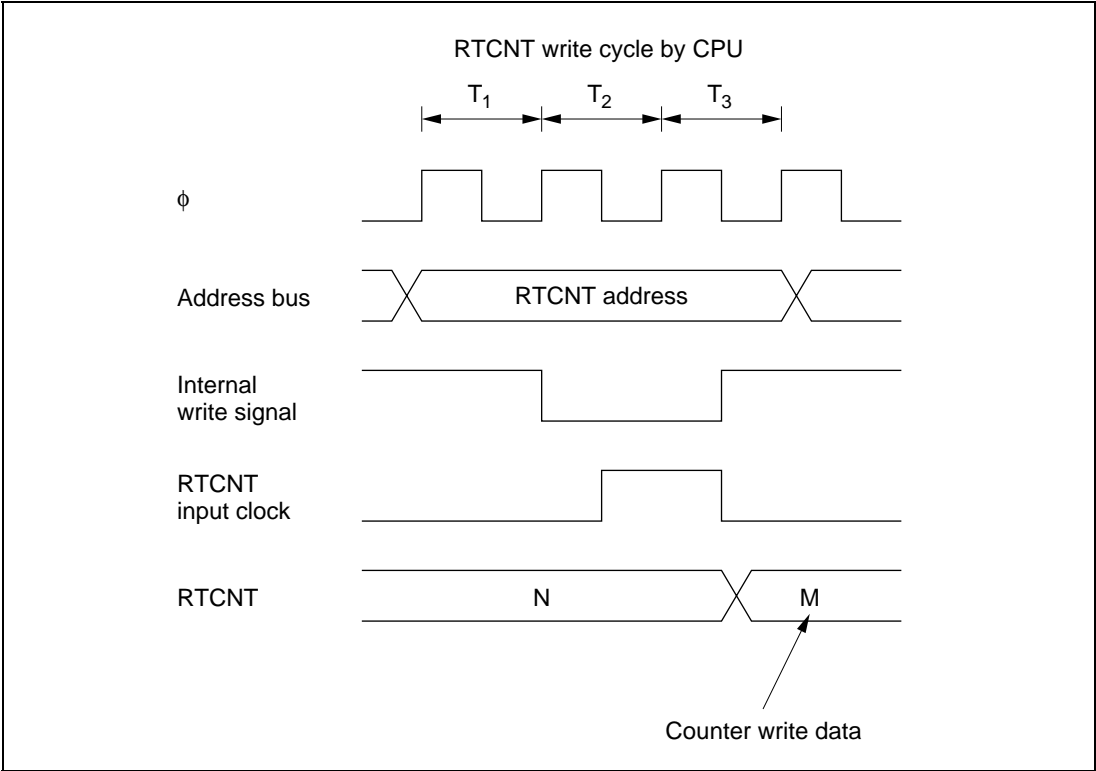 RTCNT write cycle by CPU
T1 T2 T3
ϕ
Address bus
RTCNT address
Internal
write signal
RTCNT
input clock
RTCNT
N
M
Counter write data